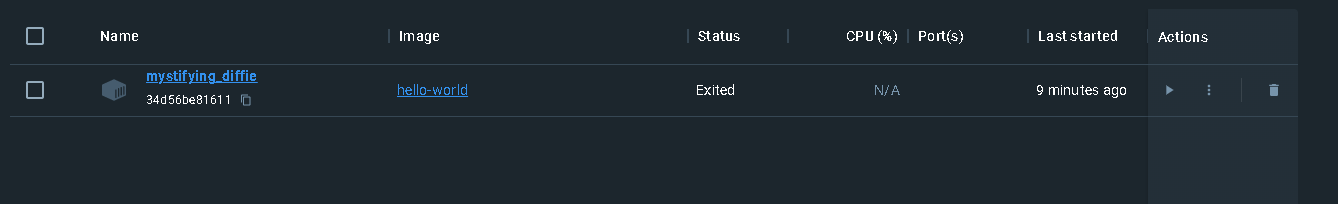 Name Image Status CPU (%) Port(s) Last started Actions
mystifying_diffie
34d56be81611 hello-world Exited N/A 9 minutes ago